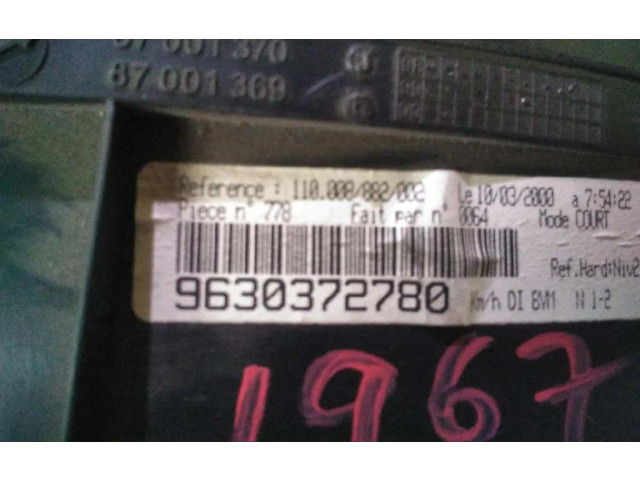 87 001 370
87 001 369
Reference : 110.008/882/002 Le 10/03/2000 a 7:54:22
Piece n° 778 Fait par n° 0064 Mode COURT
Ref.Hard:Niv2
9630372780 Km/h DI BVM N 1-2
1967